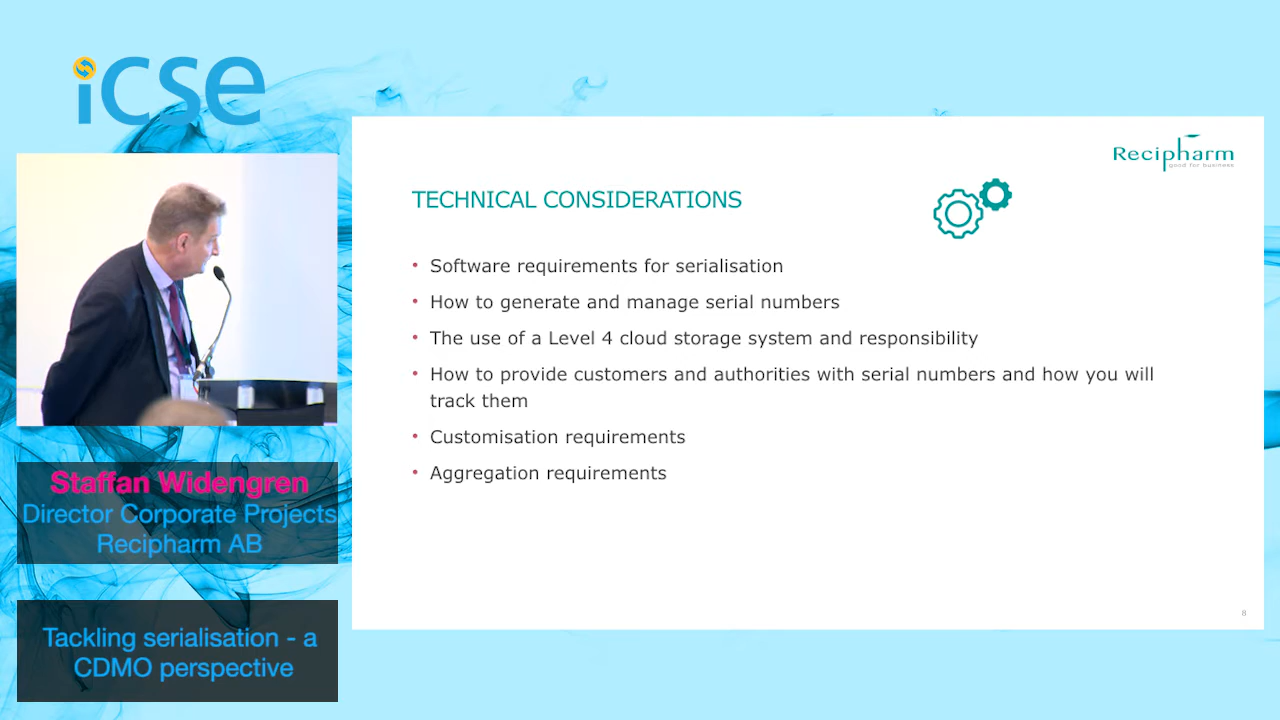 iCSe
Staffan Widengren
Director Corporate Projects
Recipharm AB
Tackling serialisation - a
CDMO perspective
Recipharm
good for business
TECHNICAL CONSIDERATIONS
• Software requirements for serialisation
• How to generate and manage serial numbers
• The use of a Level 4 cloud storage system and responsibility
• How to provide customers and authorities with serial numbers and how you will
track them
• Customisation requirements
• Aggregation requirements
8